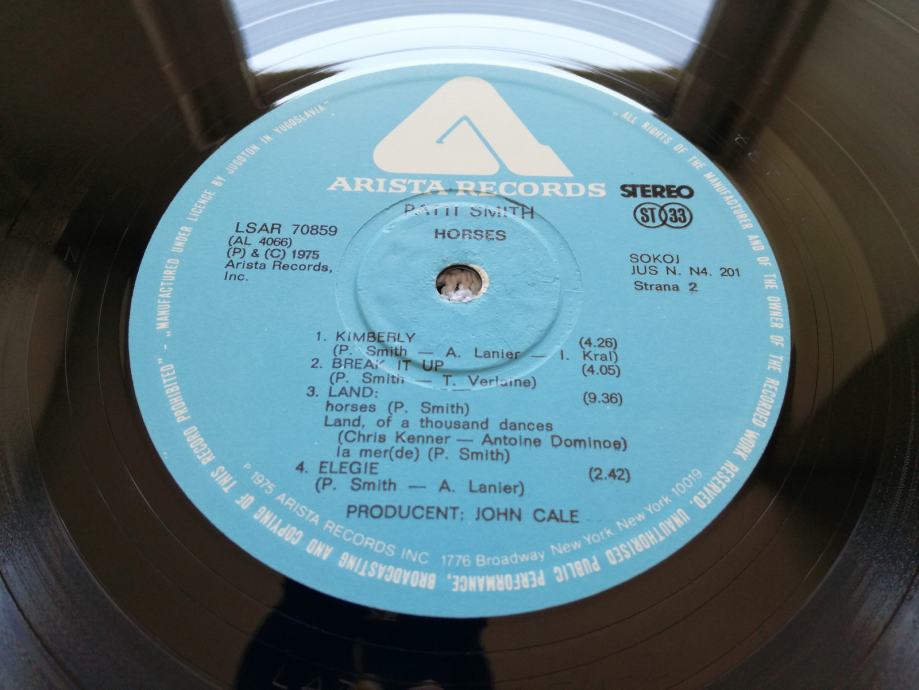 ARISTA RECORDS
STEREO
ST 33
PATTI SMITH
HORSES
LSAR 70859
(AL 4066)
(P) & (C) 1975
Arista Records,
Inc.
SOKOJ
JUS N. N4. 201
Strana 2
1. KIMBERLY (4.26)
(P. Smith — A. Lanier — I. Kral)
2. BREAK IT UP (4.05)
(P. Smith — T. Verlaine)
3. LAND: (9.36)
horses (P. Smith)
Land, of a thousand dances
(Chris Kenner — Antoine Dominoe)
la mer(de) (P. Smith)
4. ELEGIE (2.42)
(P. Smith — A. Lanier)
PRODUCENT: JOHN CALE
P 1975 ARISTA RECORDS INC 1776 Broadway New York New York 10019
„ALL RIGHTS OF THE MANUFACTURER AND OF THE OWNER OF THE RECORDED WORK RESERVED. UNAUTHORISED PUBLIC PERFORMANCE, BROADCASTING AND COPYING OF THIS RECORD PROHIBITED" - „MANUFACTURED UNDER LICENCE BY JUGOTON IN YUGOSLAVIA"